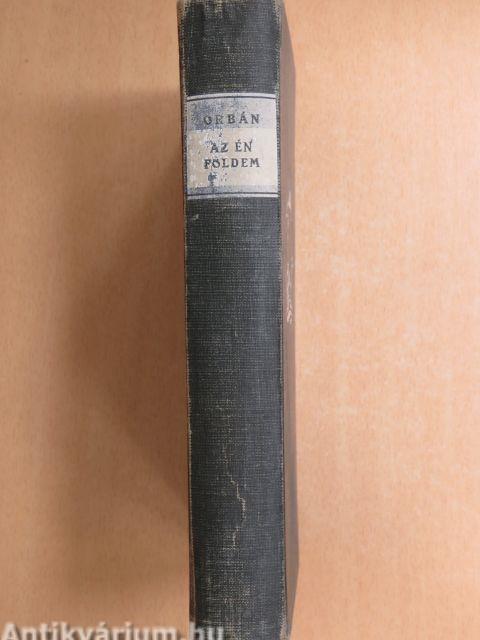 ORBÁN
AZ ÉN
FÖLDEM
Antikvárium.hu